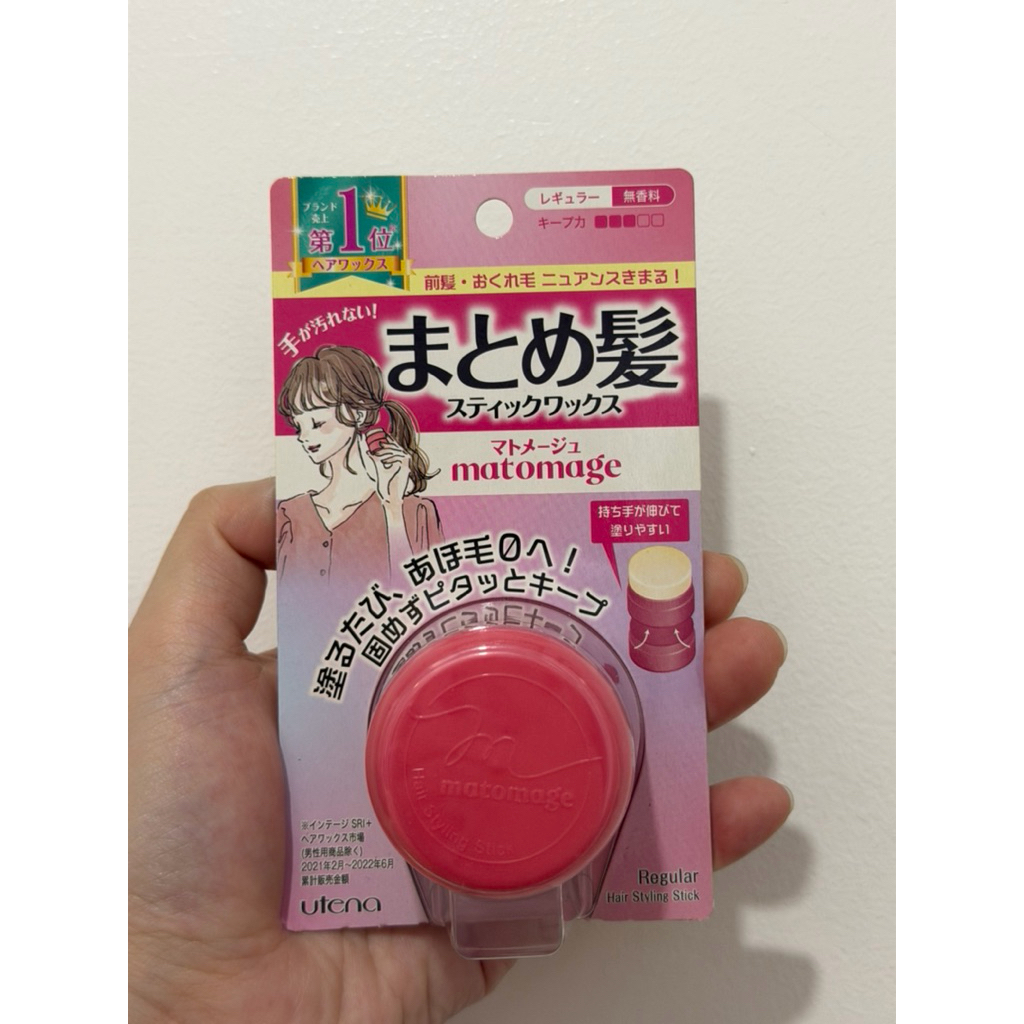 ブランド
売上
第1位※
ヘアワックス
レギュラー 無香料
キープ力
前髪・おくれ毛 ニュアンスきまる!
手が汚れない!
まとめ髪
スティックワックス
マトメージュ
matomage
持ち手が伸びて
塗りやすい
塗るたび、あほ毛0へ!
固めずピタッとキープ
matomage
Hair Styling Stick
※インテージ SRI+
ヘアワックス市場
(男性用商品除く)
2021年2月~2022年6月
累計販売金額
utena
Regular
Hair Styling Stick